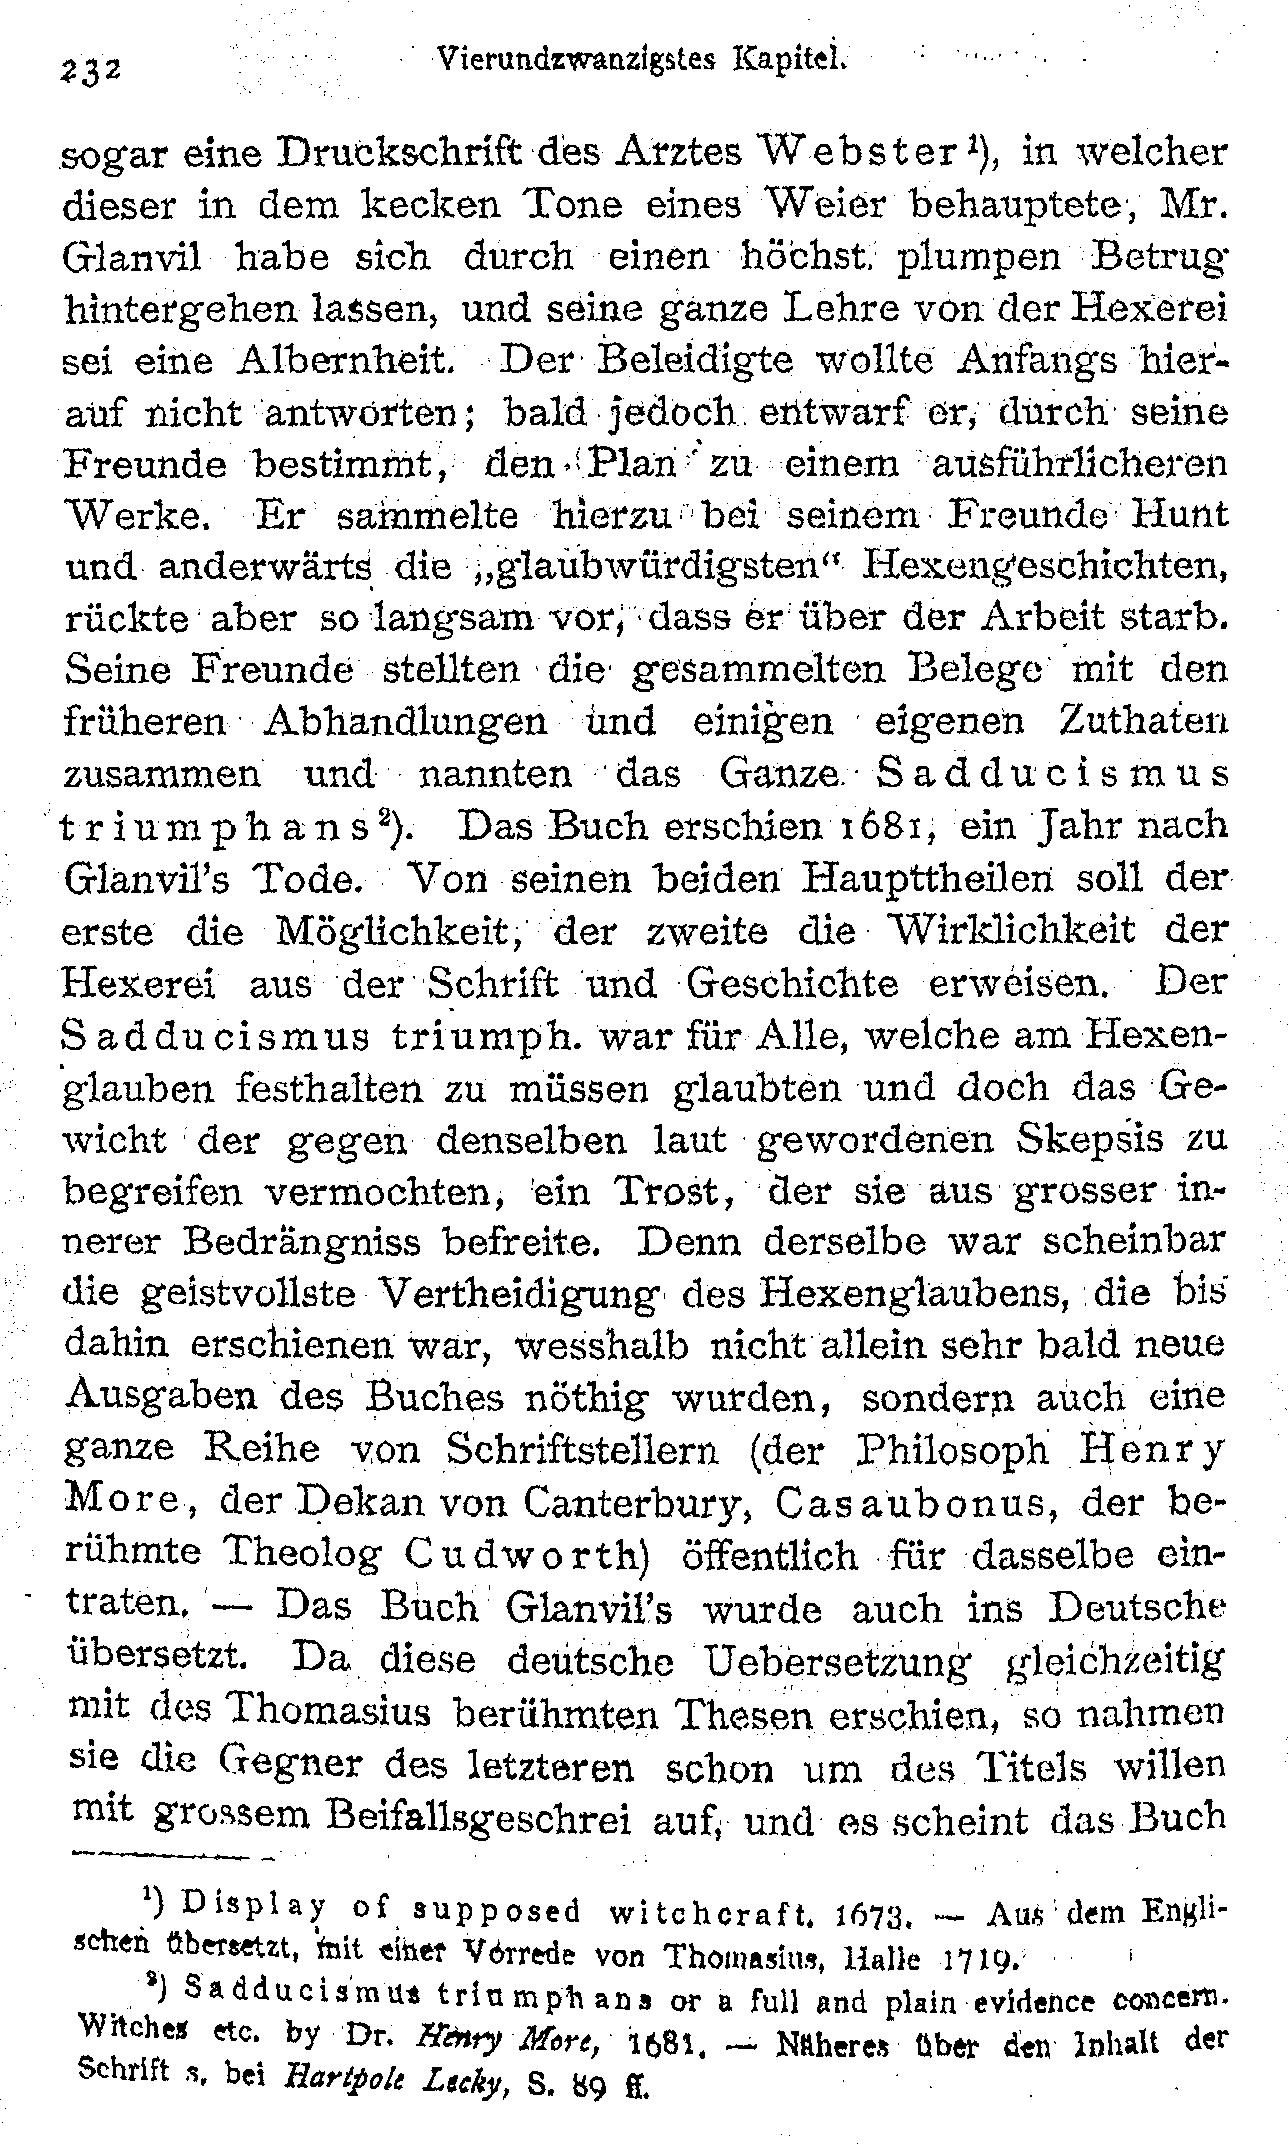 232
Vierundzwanzigstes Kapitel.
sogar eine Druckschrift des Arztes Webster¹), in welcher
dieser in dem kecken Tone eines Weier behauptete, Mr.
Glanvil habe sich durch einen höchst plumpen Betrug
hintergehen lassen, und seine ganze Lehre von der Hexerei
sei eine Albernheit. Der Beleidigte wollte Anfangs hier-
auf nicht antworten; bald jedoch entwarf er, durch seine
Freunde bestimmt, den Plan zu einem ausführlicheren
Werke. Er sammelte hierzu bei seinem Freunde Hunt
und anderwärts die „glaubwürdigsten“ Hexengeschichten,
rückte aber so langsam vor, dass er über der Arbeit starb.
Seine Freunde stellten die gesammelten Belege mit den
früheren Abhandlungen und einigen eigenen Zuthaten
zusammen und nannten das Ganze Sadducismus
triumphans²). Das Buch erschien 1681, ein Jahr nach
Glanvil's Tode. Von seinen beiden Haupttheilen soll der
erste die Möglichkeit, der zweite die Wirklichkeit der
Hexerei aus der Schrift und Geschichte erweisen. Der
Sadducismus triumph. war für Alle, welche am Hexen-
glauben festhalten zu müssen glaubten und doch das Ge-
wicht der gegen denselben laut gewordenen Skepsis zu
begreifen vermochten, ein Trost, der sie aus grosser in-
nerer Bedrängniss befreite. Denn derselbe war scheinbar
die geistvollste Vertheidigung des Hexenglaubens, die bis
dahin erschienen war, wesshalb nicht allein sehr bald neue
Ausgaben des Buches nöthig wurden, sondern auch eine
ganze Reihe von Schriftstellern (der Philosoph Henry
More, der Dekan von Canterbury, Casaubonus, der be-
rühmte Theolog Cudworth) öffentlich für dasselbe ein-
traten. — Das Buch Glanvil's wurde auch ins Deutsche
übersetzt. Da diese deutsche Uebersetzung gleichzeitig
mit des Thomasius berühmten Thesen erschien, so nahmen
sie die Gegner des letzteren schon um des Titels willen
mit grossem Beifallsgeschrei auf, und es scheint das Buch
¹) Display of supposed witchcraft. 1673. — Aus dem Engli-
schen übersetzt, mit einer Vorrede von Thomasius, Halle 1719.
²) Sadducismus triumphans or a full and plain evidence concern.
Witches etc. by Dr. Henry More, 1681. — Näheres über den Inhalt der
Schrift s. bei Hartpole Lecky, S. 89 ff.